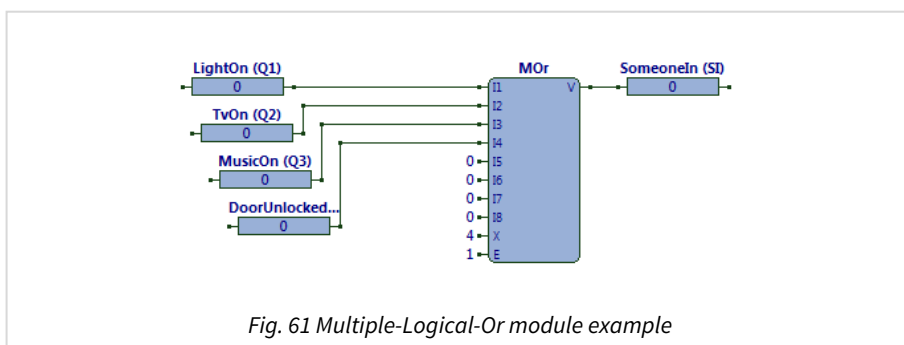 LightOn (Q1)
0
TvOn (Q2)
0
MusicOn (Q3)
0
DoorUnlocked...
0
MOr
I1 V
I2
I3
I4
0 I5
0 I6
0 I7
0 I8
4 X
1 E
SomeoneIn (SI)
0
Fig. 61 Multiple-Logical-Or module example